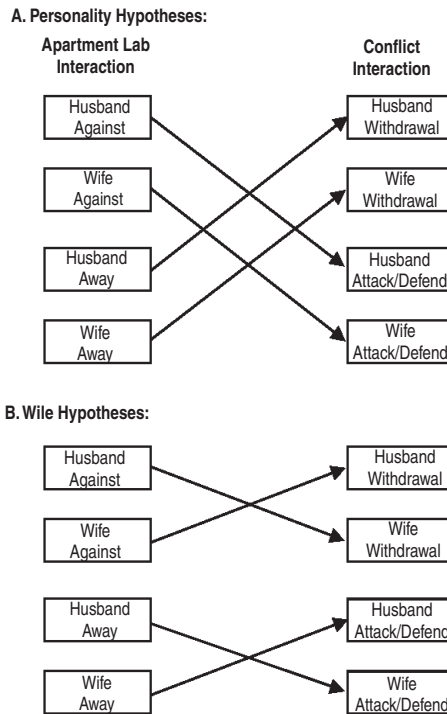 A. Personality Hypotheses:
Apartment Lab
Interaction
Conflict
Interaction
Husband
Against
Husband
Withdrawal
Wife
Against
Wife
Withdrawal
Husband
Away
Husband
Attack/Defend
Wife
Away
Wife
Attack/Defend
B. Wile Hypotheses:
Husband
Against
Husband
Withdrawal
Wife
Against
Wife
Withdrawal
Husband
Away
Husband
Attack/Defend
Wife
Away
Wife
Attack/Defend